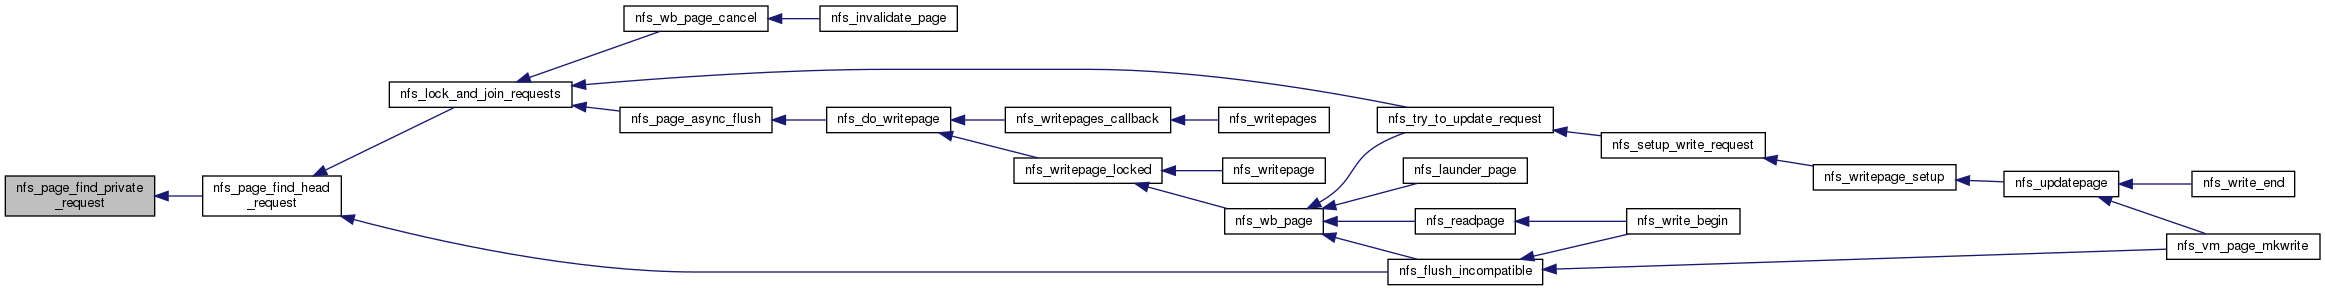 nfs_wb_page_cancel
nfs_invalidate_page
nfs_lock_and_join_requests
nfs_page_async_flush
nfs_do_writepage
nfs_writepages_callback
nfs_writepages
nfs_try_to_update_request
nfs_setup_write_request
nfs_writepage_locked
nfs_writepage
nfs_launder_page
nfs_writepage_setup
nfs_updatepage
nfs_write_end
nfs_page_find_private
_request
nfs_page_find_head
_request
nfs_wb_page
nfs_readpage
nfs_write_begin
nfs_vm_page_mkwrite
nfs_flush_incompatible